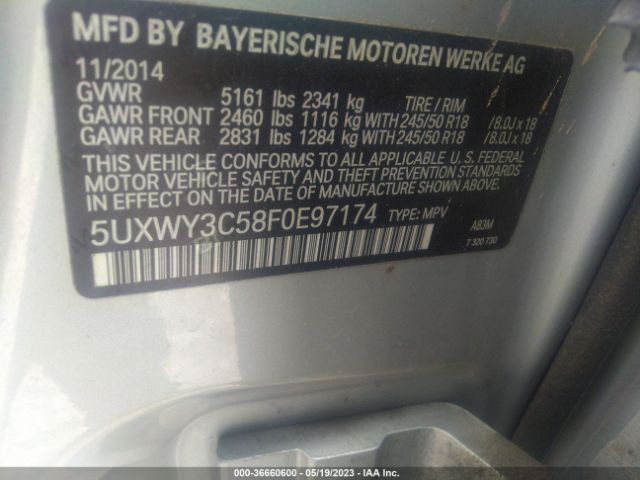 MFD BY BAYERISCHE MOTOREN WERKE AG
11/2014
GVWR 5161 lbs 2341 kg TIRE / RIM
GAWR FRONT 2460 lbs 1116 kg WITH 245/50 R18 /8.0J x 18
GAWR REAR 2831 lbs 1284 kg WITH 245/50 R18 /8.0J x 18
THIS VEHICLE CONFORMS TO ALL APPLICABLE U. S. FEDERAL
MOTOR VEHICLE SAFETY AND THEFT PREVENTION STANDARDS
IN EFFECT ON THE DATE OF MANUFACTURE SHOWN ABOVE.
5UXWY3C58F0E97174 TYPE: MPV A83M
T 320 730
000-36660600 - 05/19/2023 - IAA Inc.